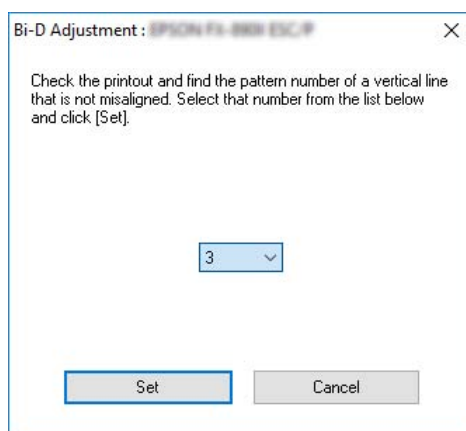 Bi-D Adjustment :
Check the printout and find the pattern number of a vertical line
that is not misaligned. Select that number from the list below
and click [Set].
3
Set
Cancel